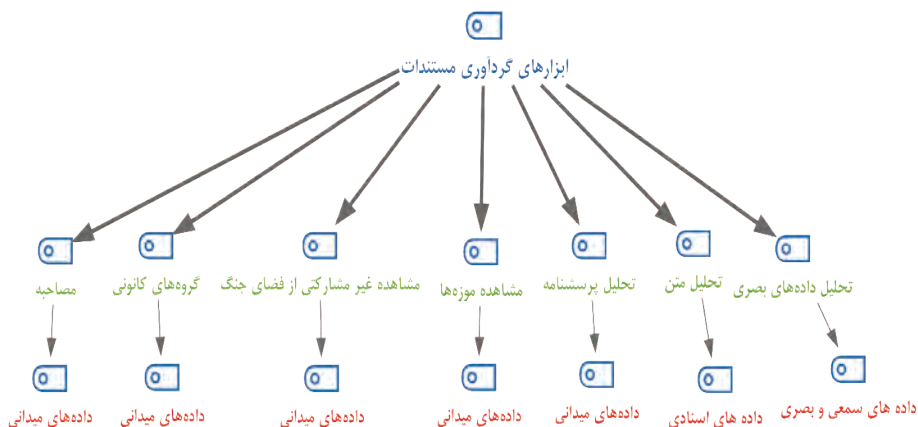 ابزارهای گردآوری مستندات
تحلیل داده‌های بصری
تحلیل متن
تحلیل پرسشنامه
مشاهده موزه‌ها
مشاهده غیر مشارکتی از فضای جنگ
گروه‌های کانونی
مصاحبه
داده های سمعی و بصری
داده های اسنادی
داده‌های میدانی
داده‌های میدانی
داده‌های میدانی
داده‌های میدانی
داده‌های میدانی